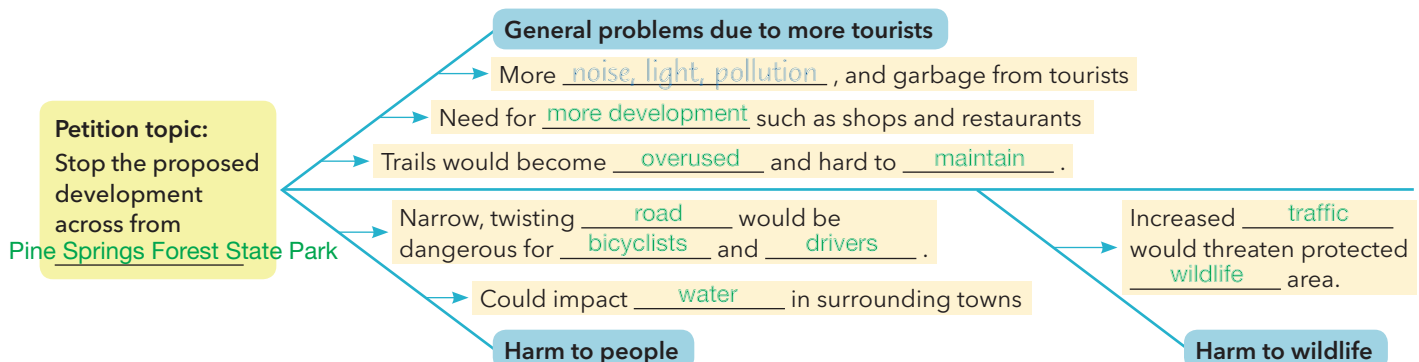 General problems due to more tourists
More noise, light, pollution, and garbage from tourists
Need for more development such as shops and restaurants
Trails would become overused and hard to maintain.
Petition topic:
Stop the proposed
development
across from
Pine Springs Forest State Park
Narrow, twisting road would be
dangerous for bicyclists and drivers.
Could impact water in surrounding towns
Harm to people
Increased traffic
would threaten protected
wildlife area.
Harm to wildlife